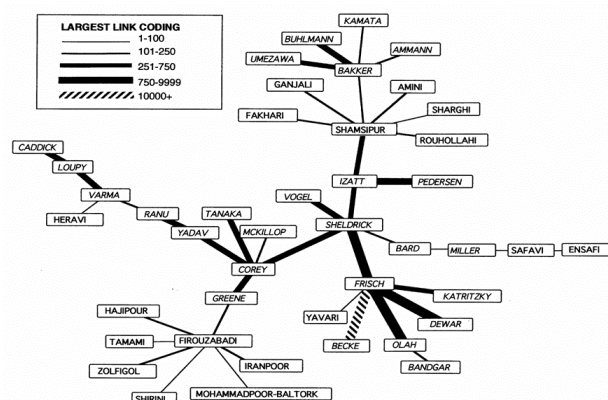 LARGEST LINK CODING
1-100
101-250
251-750
750-9999
10000+
KAMATA
BUHLMANN
UMEZAWA
AMMANN
BAKKER
GANJALI
AMINI
FAKHARI
SHARGHI
SHAMSIPUR
ROUHOLLAHI
CADDICK
LOUPY
IZATT
PEDERSEN
VARMA
VOGEL
HERAVI
RANU
TANAKA
YADAV
MCKILLOP
SHELDRICK
BARD
MILLER
SAFAVI
ENSAFI
COREY
GREENE
FRISCH
KATRITZKY
HAJIPOUR
YAVARI
DEWAR
TAMAMI
FIROUZABADI
BECKE
OLAH
ZOLFIGOL
IRANPOOR
BANDGAR
SHIRINI
MOHAMMADPOOR-BALTORK